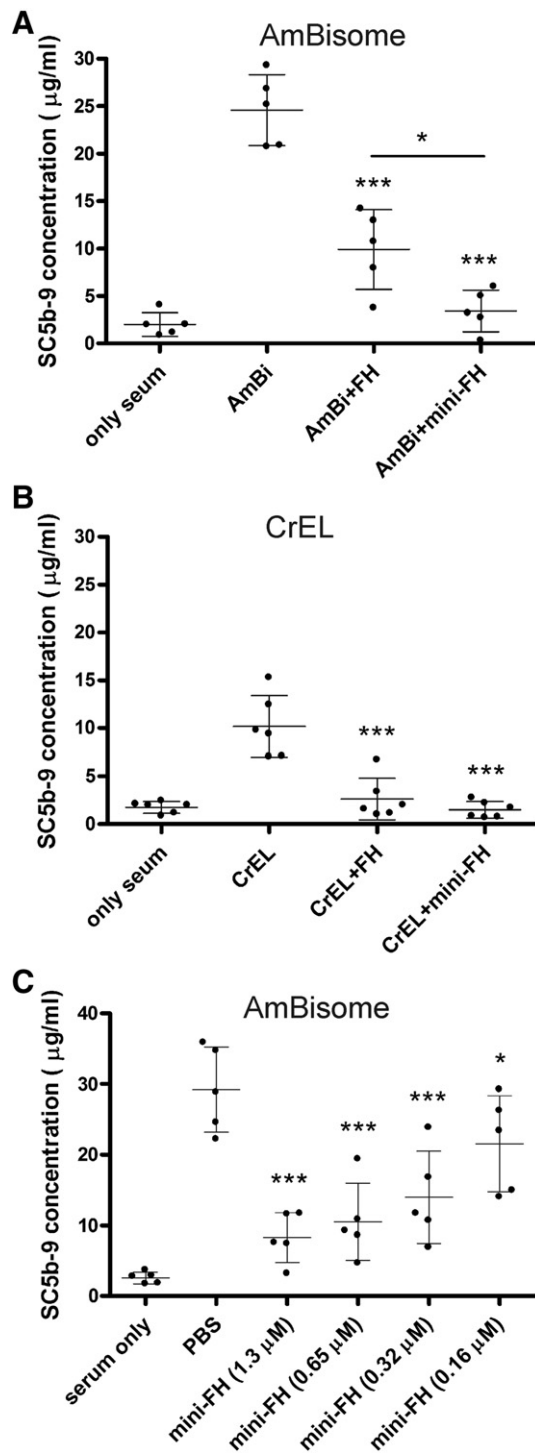 A
AmBisome
SC5b-9 concentration ( μg/ml)
30
25
20
15
10
5
0
*
***
***
only seum
AmBi
AmBi+FH
AmBi+mini-FH
B
CrEL
SC5b-9 concentration ( μg/ml)
30
25
20
15
10
5
0
***
***
only seum
CrEL
CrEL+FH
CrEL+mini-FH
C
AmBisome
SC5b-9 concentration ( μg/ml)
40
30
20
10
0
***
***
***
*
serum only
PBS
mini-FH (1.3 μM)
mini-FH (0.65 μM)
mini-FH (0.32 μM)
mini-FH (0.16 μM)